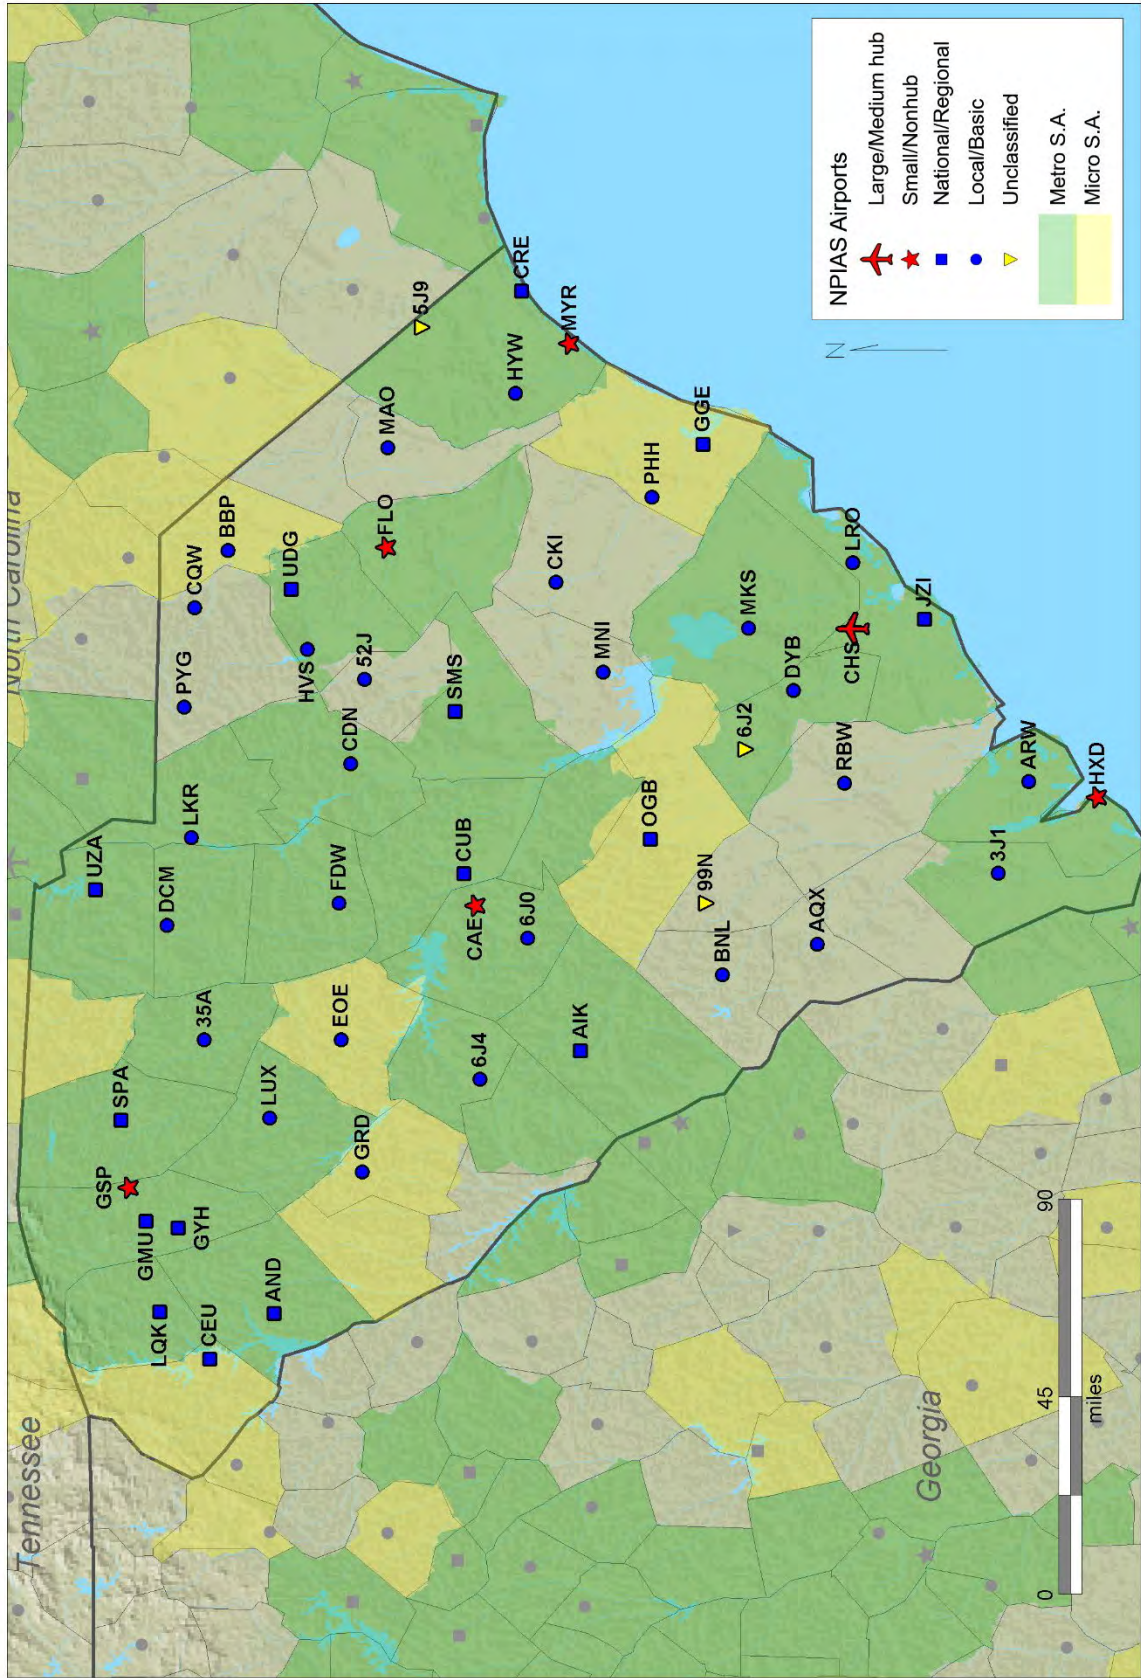 Tennessee
North Carolina
Georgia
UZA
LKR
DCM
PYG
CQW
BBP
SPA
GSP
GMU
GYH
LQK
CEU
AND
35A
LUX
EOE
GRD
FDW
CDN
HVS
UDG
52J
FLO
MAO
5J9
SMS
CUB
CAE
6J0
6J4
AIK
HYW
CRE
MYR
CKI
MNI
PHH
GGE
OGB
99N
BNL
6J2
MKS
DYB
AQX
RBW
CHS
LRO
JZI
3J1
ARW
HXD
0 45 90
miles
N
NPIAS Airports
Large/Medium hub
Small/Nonhub
National/Regional
Local/Basic
Unclassified
Metro S.A.
Micro S.A.